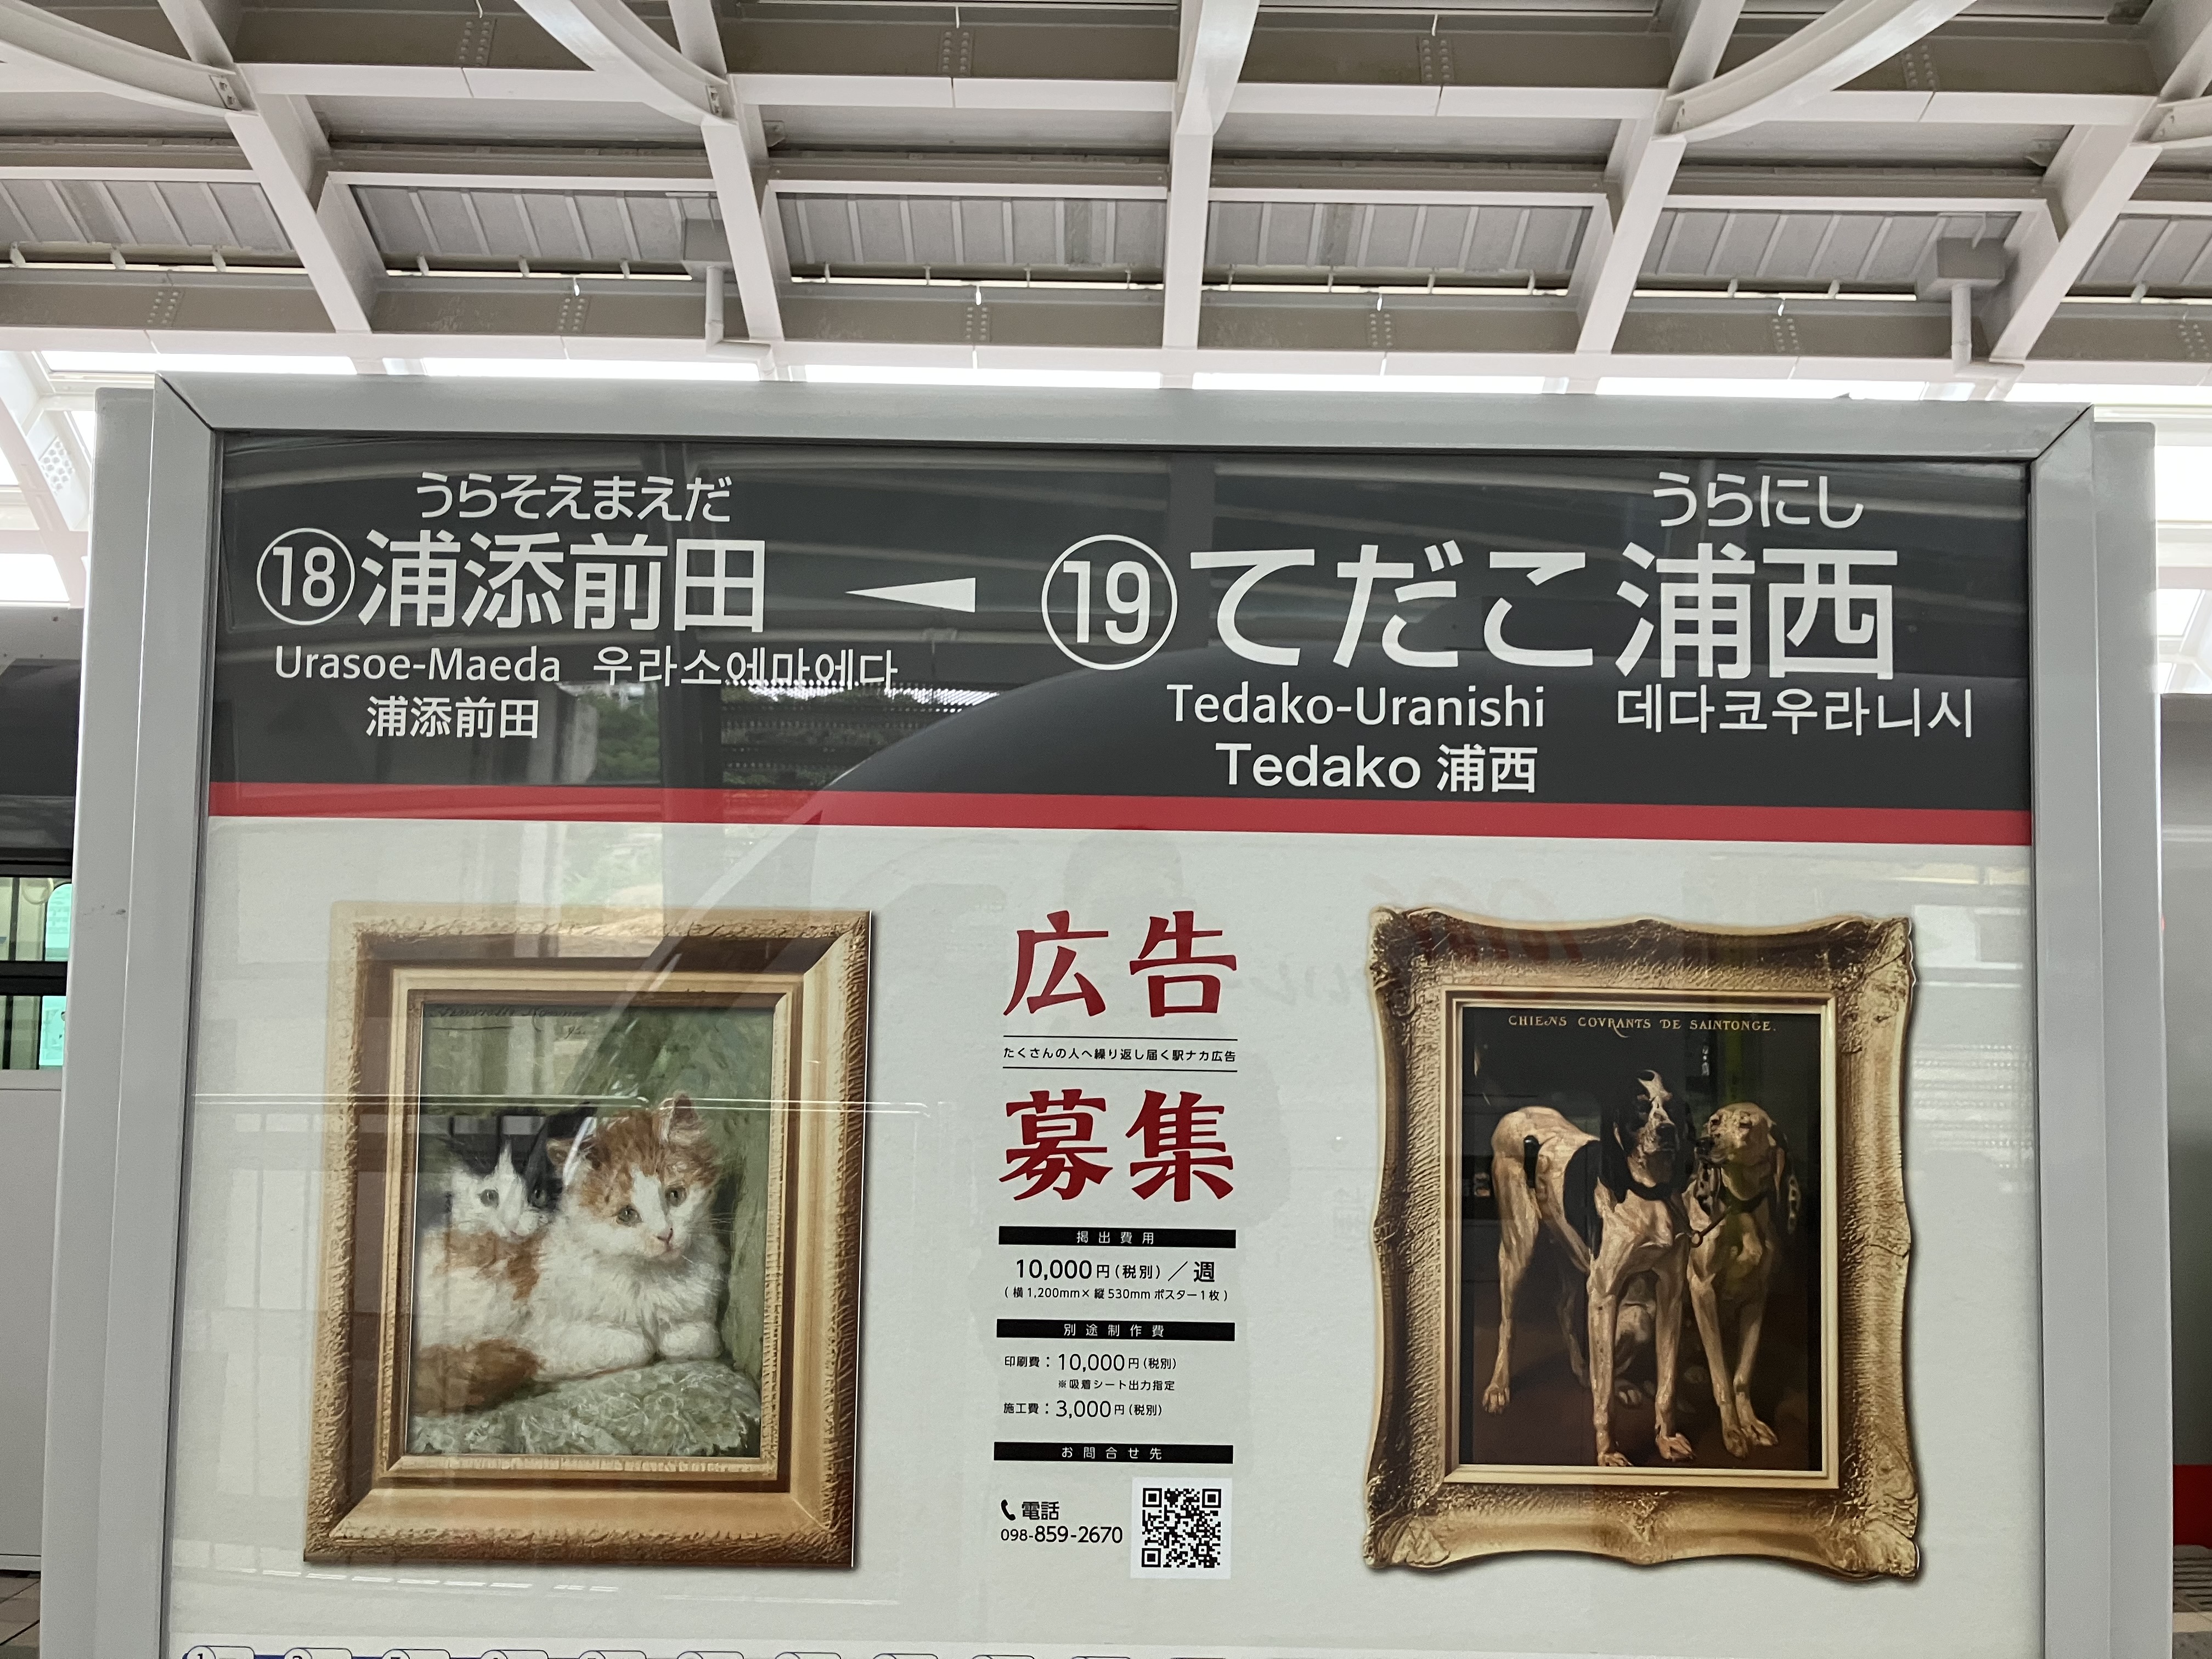 うらそえまえだ
⑱浦添前田
Urasoe-Maeda 우라소에마에다
浦添前田
うらにし
⑲てだこ浦西
Tedako-Uranishi 데다코우라니시
Tedako 浦西
広告
たくさんの人へ繰り返し届く駅ナカ広告
募集
掲出費用
10,000円(税別)/週
(横1,200mm×縦530mmポスター1枚)
別途制作費
印刷費:10,000円(税別)
※吸着シート出力指定
施工費:3,000円(税別)
お問合せ先
電話
098-859-2670
CHIENS COVRANTS DE SAINTONGE.